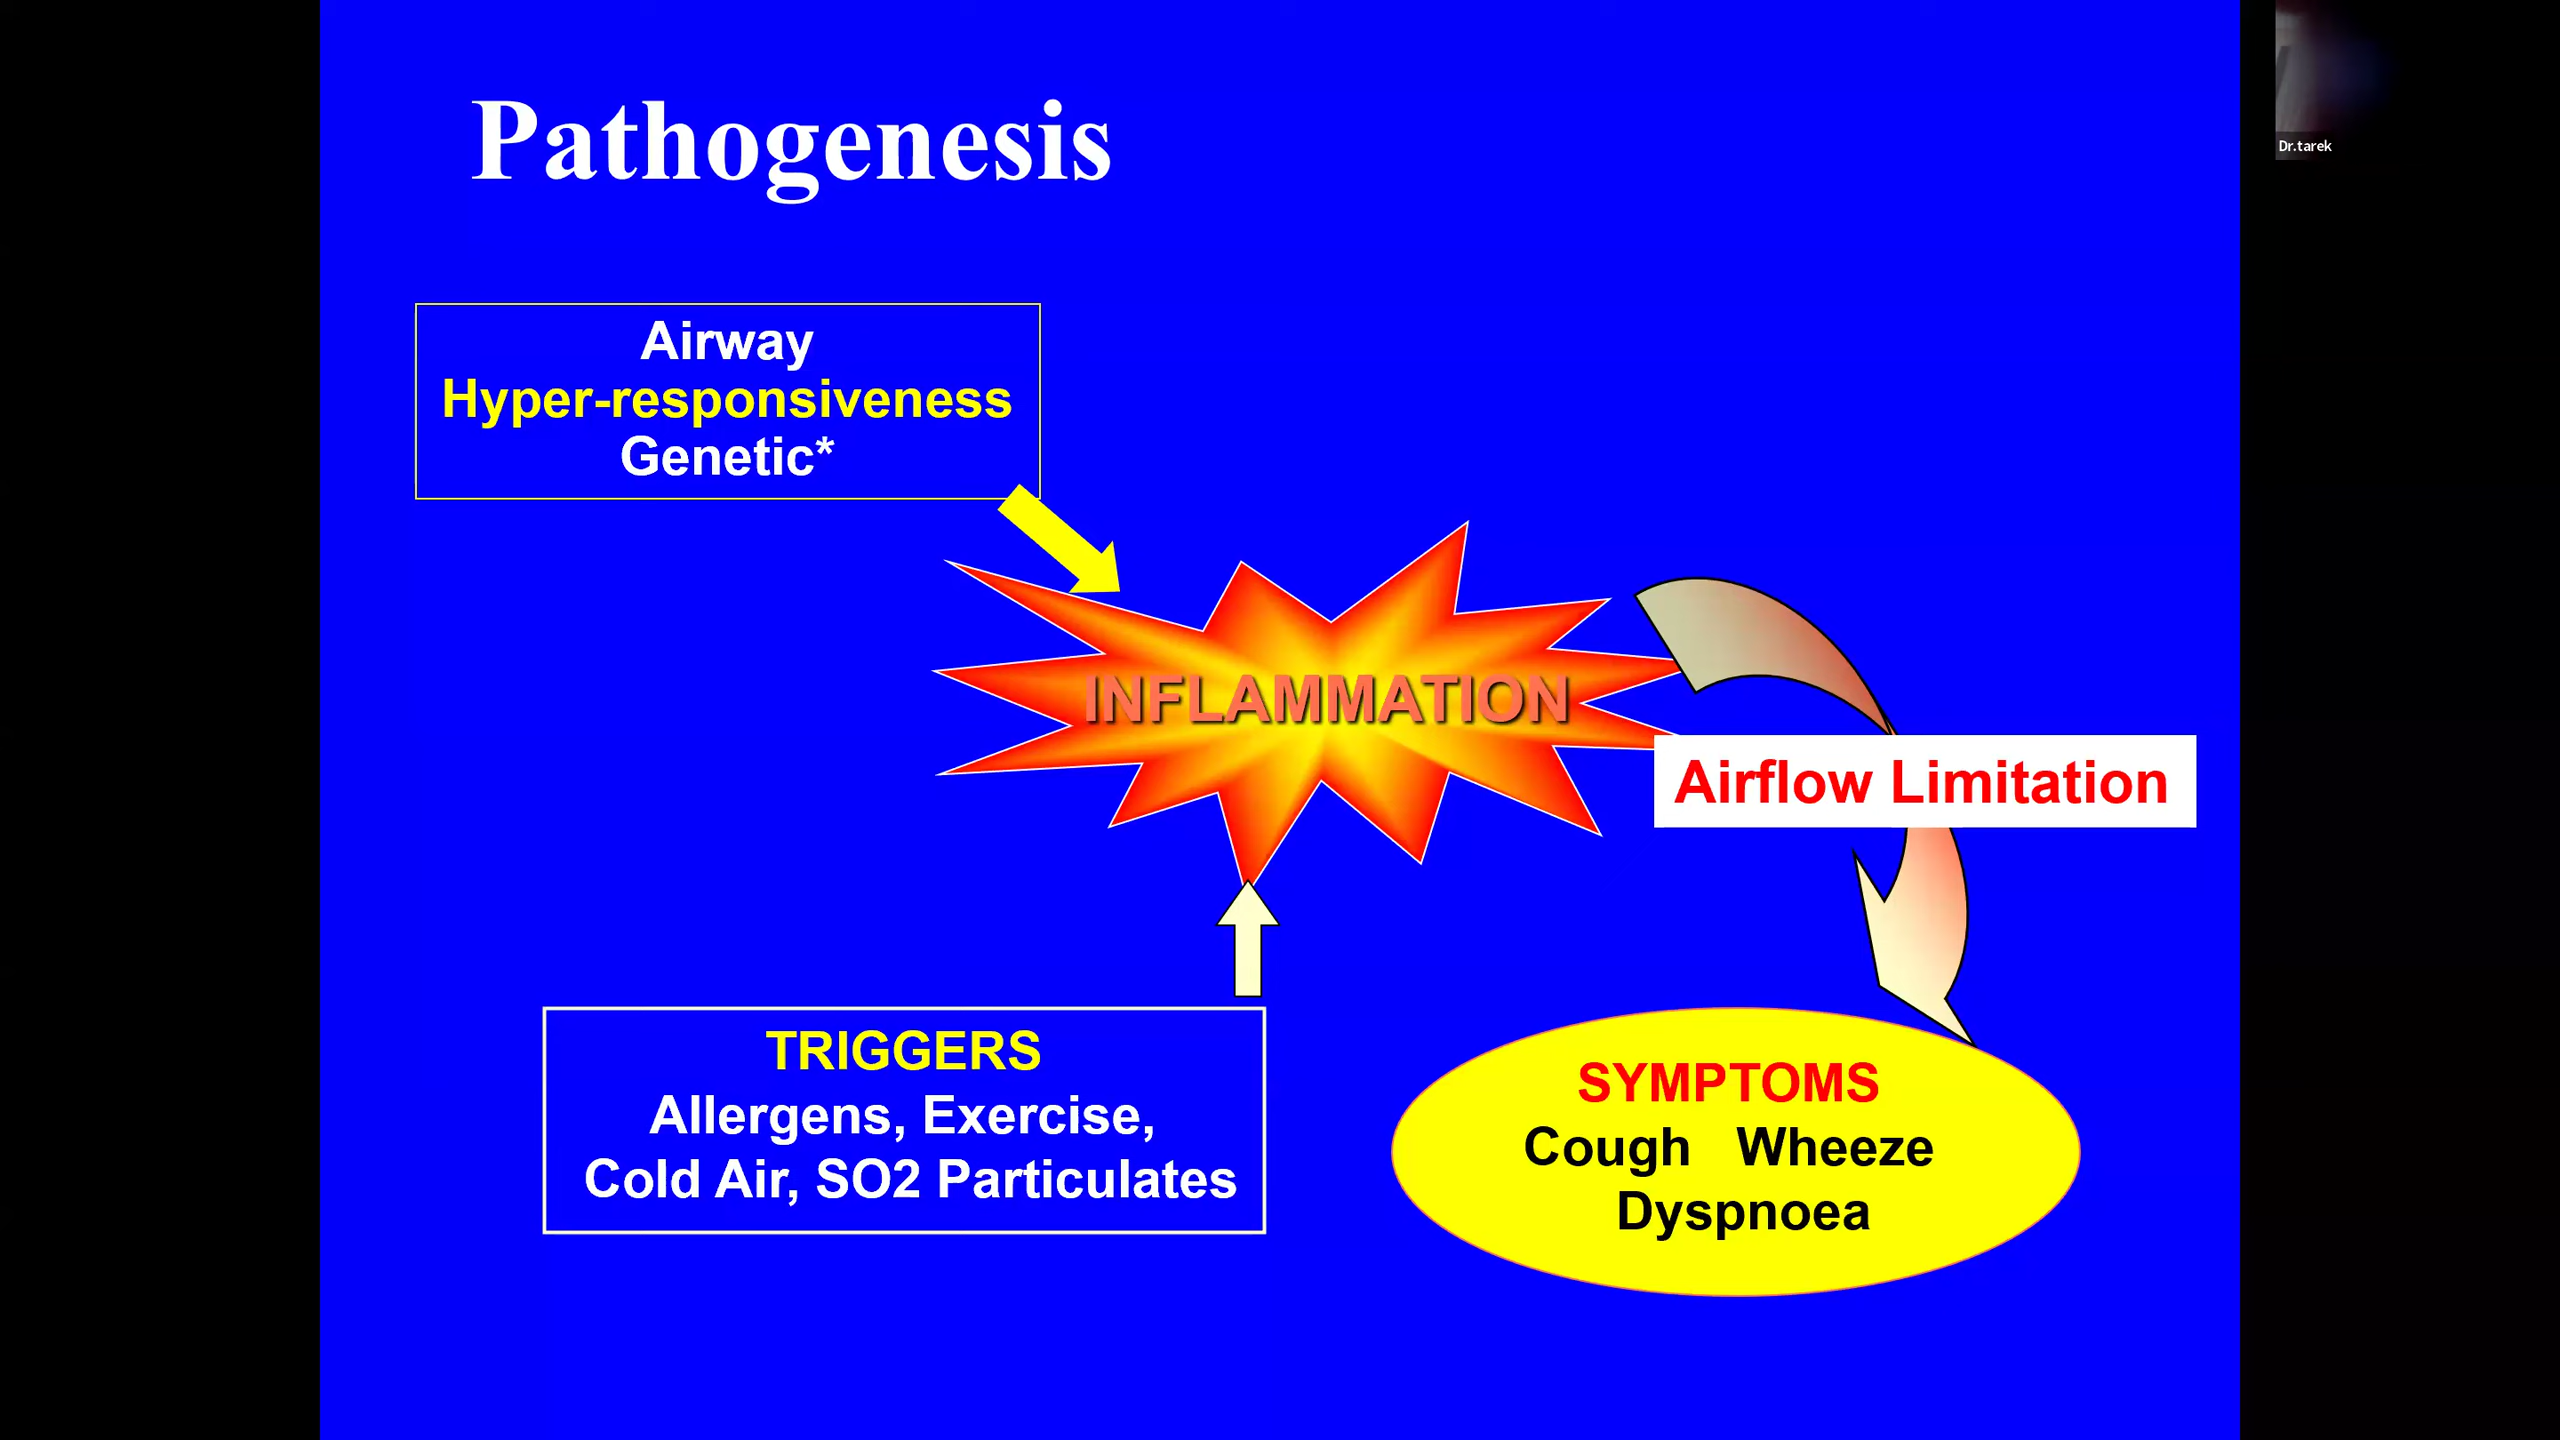 Pathogenesis
Dr.tarek
Airway
Hyper-responsiveness
Genetic*
INFLAMMATION
Airflow Limitation
TRIGGERS
Allergens, Exercise,
Cold Air, SO2 Particulates
SYMPTOMS
Cough Wheeze
Dyspnoea